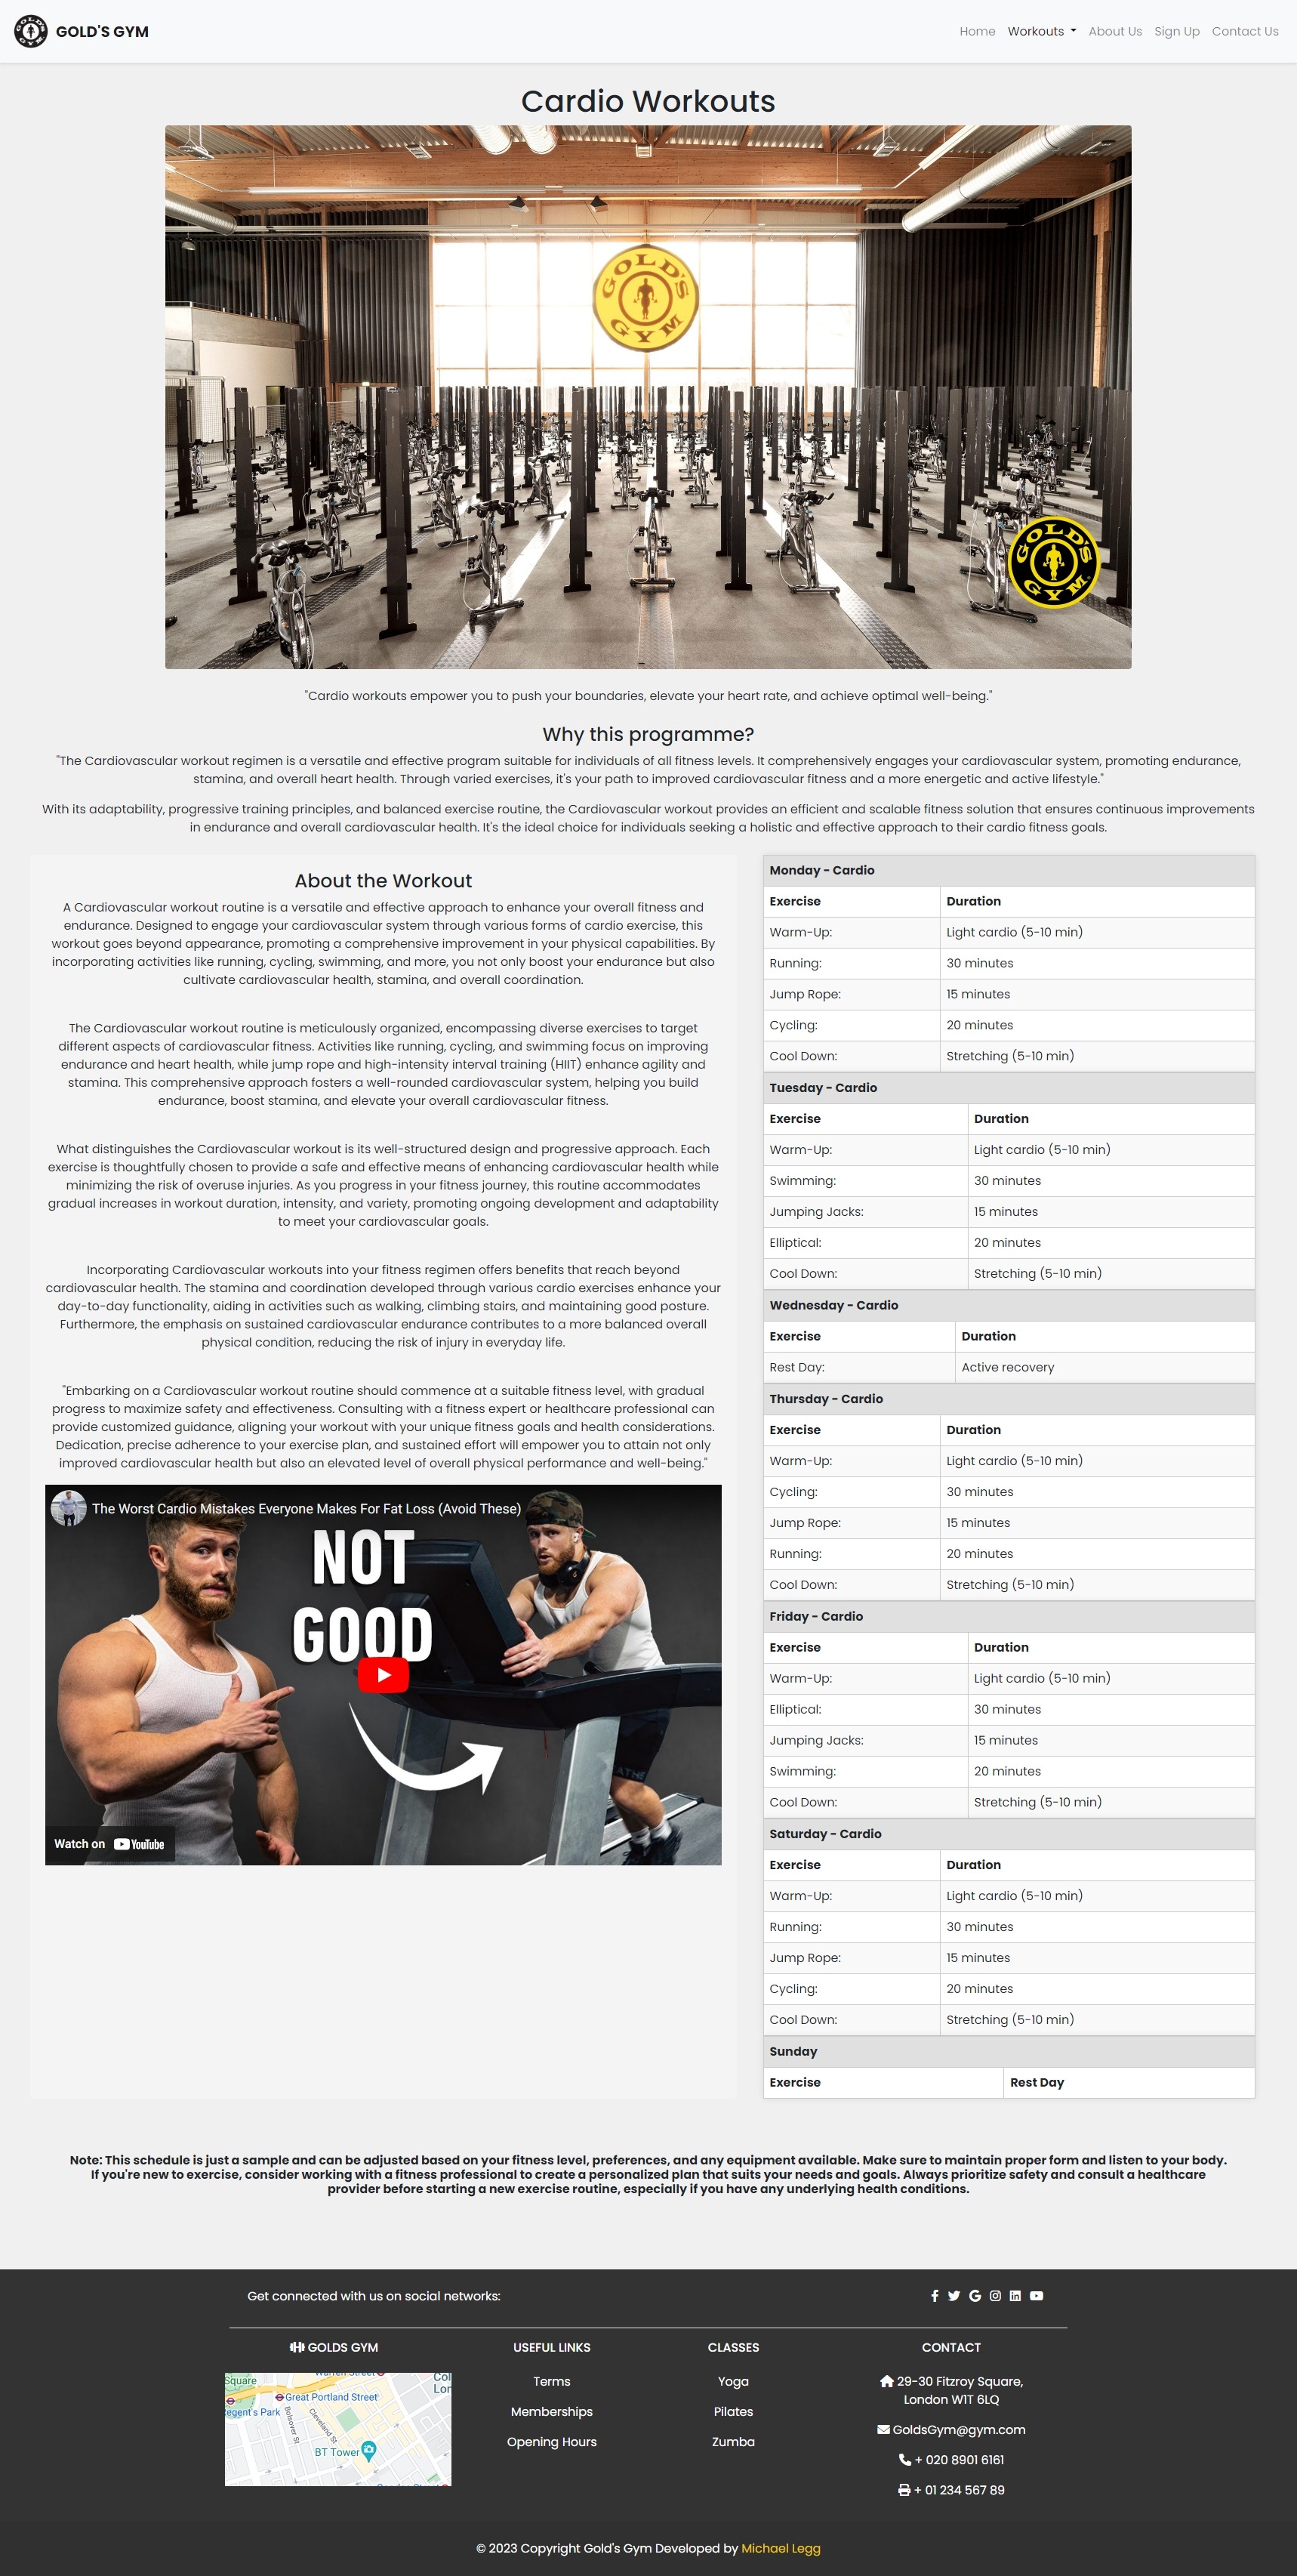 GOLD'S GYM
Home Workouts About Us Sign Up Contact Us
Cardio Workouts
GOLD'S
GYM
GOLD'S
GYM
"Cardio workouts empower you to push your boundaries, elevate your heart rate, and achieve optimal well-being."
Why this programme?
"The Cardiovascular workout regimen is a versatile and effective program suitable for individuals of all fitness levels. It comprehensively engages your cardiovascular system, promoting endurance,
stamina, and overall heart health. Through varied exercises, it's your path to improved cardiovascular fitness and a more energetic and active lifestyle."
With its adaptability, progressive training principles, and balanced exercise routine, the Cardiovascular workout provides an efficient and scalable fitness solution that ensures continuous improvements
in endurance and overall cardiovascular health. It's the ideal choice for individuals seeking a holistic and effective approach to their cardio fitness goals.
About the Workout
A Cardiovascular workout routine is a versatile and effective approach to enhance your overall fitness and
endurance. Designed to engage your cardiovascular system through various forms of cardio exercise, this
workout goes beyond appearance, promoting a comprehensive improvement in your physical capabilities. By
incorporating activities like running, cycling, swimming, and more, you not only boost your endurance but also
cultivate cardiovascular health, stamina, and overall coordination.
The Cardiovascular workout routine is meticulously organized, encompassing diverse exercises to target
different aspects of cardiovascular fitness. Activities like running, cycling, and swimming focus on improving
endurance and heart health, while jump rope and high-intensity interval training (HIIT) enhance agility and
stamina. This comprehensive approach fosters a well-rounded cardiovascular system, helping you build
endurance, boost stamina, and elevate your overall cardiovascular fitness.
What distinguishes the Cardiovascular workout is its well-structured design and progressive approach. Each
exercise is thoughtfully chosen to provide a safe and effective means of enhancing cardiovascular health while
minimizing the risk of overuse injuries. As you progress in your fitness journey, this routine accommodates
gradual increases in workout duration, intensity, and variety, promoting ongoing development and adaptability
to meet your cardiovascular goals.
Incorporating Cardiovascular workouts into your fitness regimen offers benefits that reach beyond
cardiovascular health. The stamina and coordination developed through various cardio exercises enhance your
day-to-day functionality, aiding in activities such as walking, climbing stairs, and maintaining good posture.
Furthermore, the emphasis on sustained cardiovascular endurance contributes to a more balanced overall
physical condition, reducing the risk of injury in everyday life.
"Embarking on a Cardiovascular workout routine should commence at a suitable fitness level, with gradual
progress to maximize safety and effectiveness. Consulting with a fitness expert or healthcare professional can
provide customized guidance, aligning your workout with your unique fitness goals and health considerations.
Dedication, precise adherence to your exercise plan, and sustained effort will empower you to attain not only
improved cardiovascular health but also an elevated level of overall physical performance and well-being."
The Worst Cardio Mistakes Everyone Makes For Fat Loss (Avoid These)
NOT
GOOD
Watch on YouTube
Monday - Cardio
Exercise Duration
Warm-Up: Light cardio (5-10 min)
Running: 30 minutes
Jump Rope: 15 minutes
Cycling: 20 minutes
Cool Down: Stretching (5-10 min)
Tuesday - Cardio
Exercise Duration
Warm-Up: Light cardio (5-10 min)
Swimming: 30 minutes
Jumping Jacks: 15 minutes
Elliptical: 20 minutes
Cool Down: Stretching (5-10 min)
Wednesday - Cardio
Exercise Duration
Rest Day: Active recovery
Thursday - Cardio
Exercise Duration
Warm-Up: Light cardio (5-10 min)
Cycling: 30 minutes
Jump Rope: 15 minutes
Running: 20 minutes
Cool Down: Stretching (5-10 min)
Friday - Cardio
Exercise Duration
Warm-Up: Light cardio (5-10 min)
Elliptical: 30 minutes
Jumping Jacks: 15 minutes
Swimming: 20 minutes
Cool Down: Stretching (5-10 min)
Saturday - Cardio
Exercise Duration
Warm-Up: Light cardio (5-10 min)
Running: 30 minutes
Jump Rope: 15 minutes
Cycling: 20 minutes
Cool Down: Stretching (5-10 min)
Sunday
Exercise Rest Day
Note: This schedule is just a sample and can be adjusted based on your fitness level, preferences, and any equipment available. Make sure to maintain proper form and listen to your body.
If you're new to exercise, consider working with a fitness professional to create a personalized plan that suits your needs and goals. Always prioritize safety and consult a healthcare
provider before starting a new exercise routine, especially if you have any underlying health conditions.
Get connected with us on social networks:
GOLDS GYM
Square
Great Portland Street
Regent's Park
Bolsover St
Cleveland St
BT Tower
USEFUL LINKS
Terms
Memberships
Opening Hours
CLASSES
Yoga
Pilates
Zumba
CONTACT
29-30 Fitzroy Square,
London W1T 6LQ
GoldsGym@gym.com
+ 020 8901 6161
+ 01 234 567 89
© 2023 Copyright Gold's Gym Developed by Michael Legg